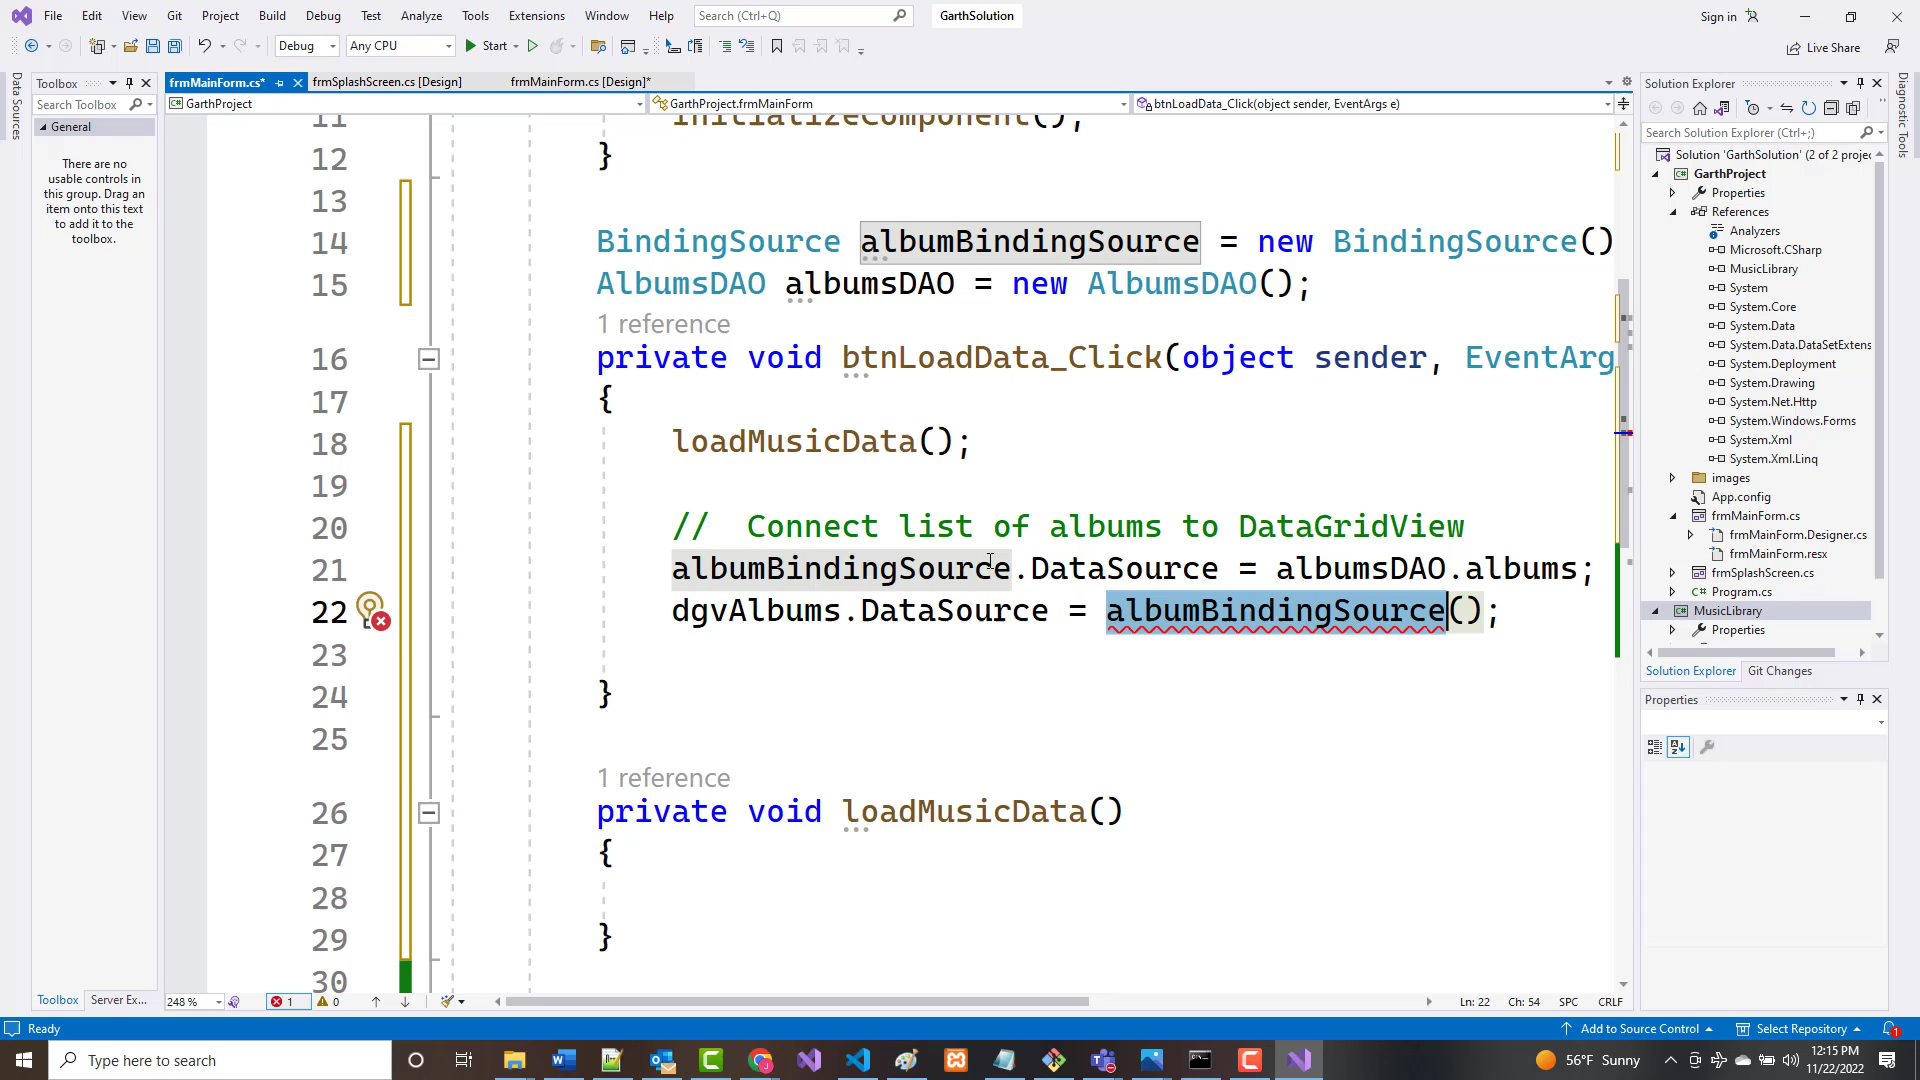 File Edit View Git Project Build Debug Test Analyze Tools Extensions Window Help Search (Ctrl+Q) GarthSolution Sign in
Debug Any CPU Start Live Share
Data Sources
Toolbox
Search Toolbox
General
There are no
usable controls in
this group. Drag an
item onto this text
to add it to the
toolbox.
Toolbox Server Ex...
frmMainForm.cs* frmSplashScreen.cs [Design] frmMainForm.cs [Design]*
GarthProject GarthProject.frmMainForm btnLoadData_Click(object sender, EventArgs e)
11 InitializeComponent();
12 }
13
14 BindingSource albumBindingSource = new BindingSource()
15 AlbumsDAO albumsDAO = new AlbumsDAO();
1 reference
16 private void btnLoadData_Click(object sender, EventArg
17 {
18 loadMusicData();
19
20 // Connect list of albums to DataGridView
21 albumBindingSource.DataSource = albumsDAO.albums;
22 dgvAlbums.DataSource = albumBindingSource();
23
24 }
25
1 reference
26 private void loadMusicData()
27 {
28
29 }
30
248 % 1 0 Ln: 22 Ch: 54 SPC CRLF
Solution Explorer
Search Solution Explorer (Ctrl+;)
Solution 'GarthSolution' (2 of 2 projec
GarthProject
Properties
References
Analyzers
Microsoft.CSharp
MusicLibrary
System
System.Core
System.Data
System.Data.DataSetExtens
System.Deployment
System.Drawing
System.Net.Http
System.Windows.Forms
System.Xml
System.Xml.Linq
images
App.config
frmMainForm.cs
frmMainForm.Designer.cs
frmMainForm.resx
frmSplashScreen.cs
Program.cs
MusicLibrary
Properties
Solution Explorer Git Changes
Properties
Diagnostic Tools
Ready Add to Source Control Select Repository 1
Type here to search 56°F Sunny 12:15 PM
11/22/2022